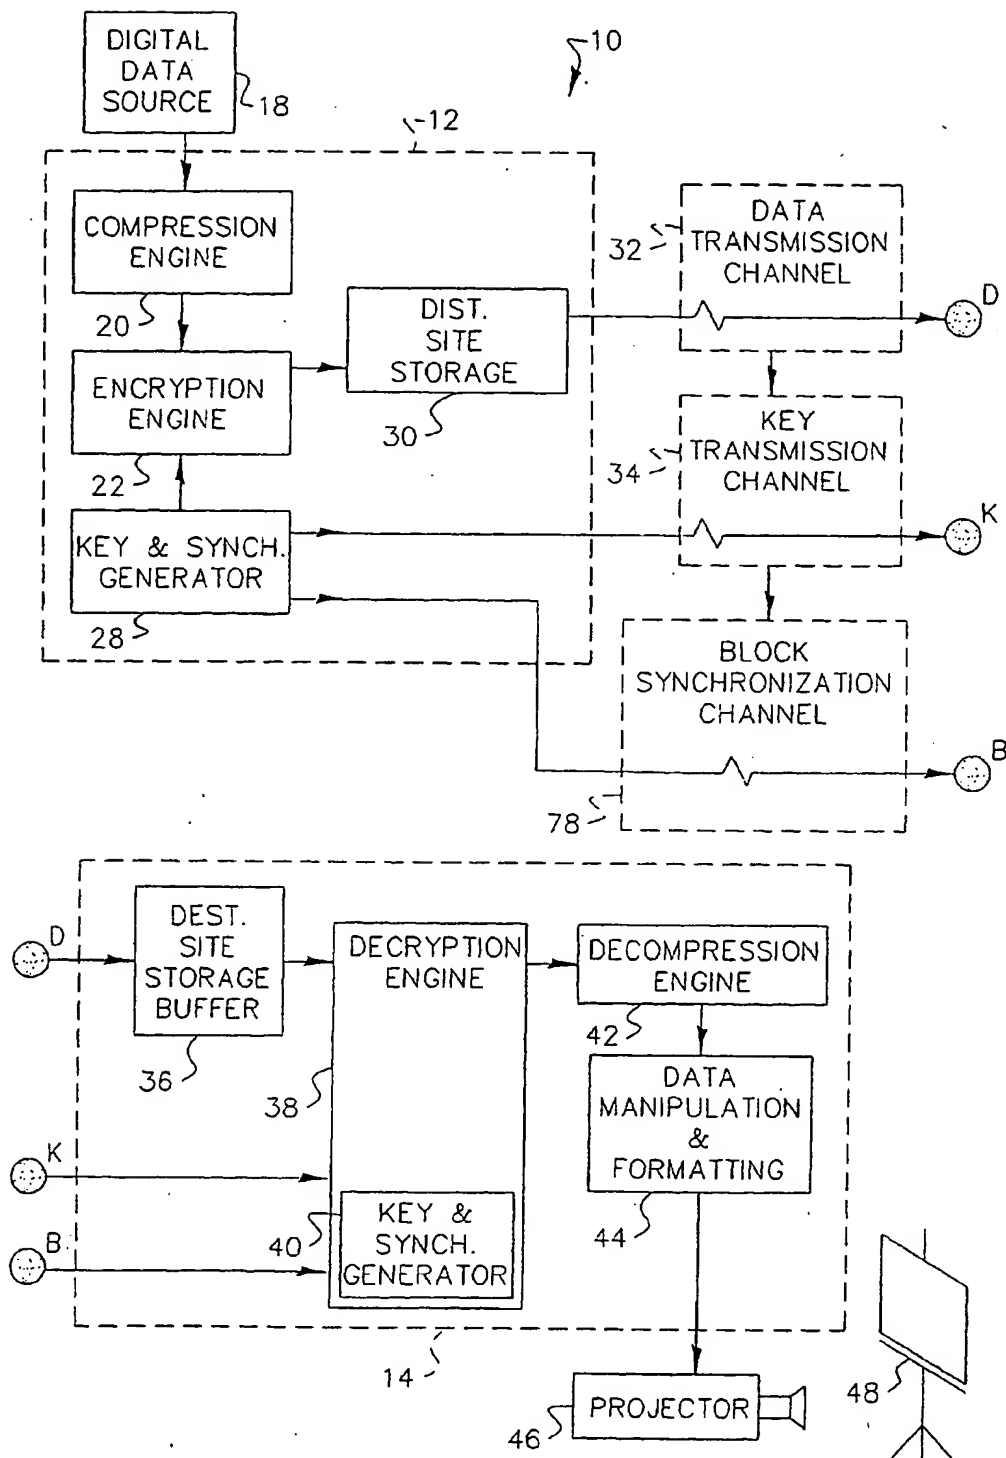 DIGITAL
DATA
SOURCE
18
10
12
COMPRESSION
ENGINE
20
ENCRYPTION
ENGINE
22
DIST.
SITE
STORAGE
30
KEY & SYNCH.
GENERATOR
28
DATA
TRANSMISSION
CHANNEL
32
D
KEY
TRANSMISSION
CHANNEL
34
K
BLOCK
SYNCHRONIZATION
CHANNEL
78
B
D
DEST.
SITE
STORAGE
BUFFER
36
DECRYPTION
ENGINE
38
DECOMPRESSION
ENGINE
42
DATA
MANIPULATION
&
FORMATTING
44
K
B
KEY &
SYNCH.
GENERATOR
40
14
PROJECTOR
46
48